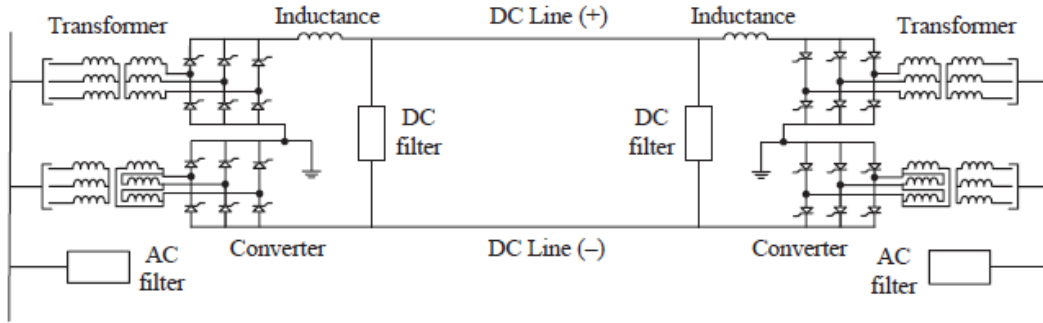 Transformer
Inductance
DC Line (+)
Inductance
Transformer
DC
filter
DC
filter
AC
filter
Converter
DC Line (–)
Converter
AC
filter